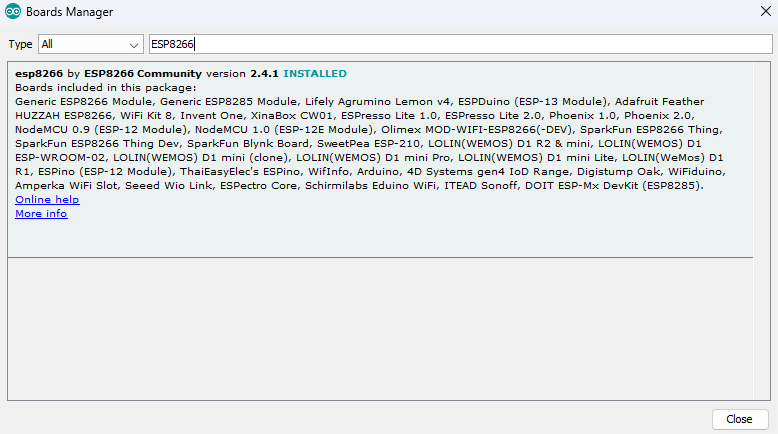 Boards Manager
Type All ESP8266
esp8266 by ESP8266 Community version 2.4.1 INSTALLED
Boards included in this package:
Generic ESP8266 Module, Generic ESP8285 Module, Lifely Agrumino Lemon v4, ESPDuino (ESP-13 Module), Adafruit Feather
HUZZAH ESP8266, WiFi Kit 8, Invent One, XinaBox CW01, ESPresso Lite 1.0, ESPresso Lite 2.0, Phoenix 1.0, Phoenix 2.0,
NodeMCU 0.9 (ESP-12 Module), NodeMCU 1.0 (ESP-12E Module), Olimex MOD-WIFI-ESP8266(-DEV), SparkFun ESP8266 Thing,
SparkFun ESP8266 Thing Dev, SparkFun Blynk Board, SweetPea ESP-210, LOLIN(WEMOS) D1 R2 & mini, LOLIN(WEMOS) D1
ESP-WROOM-02, LOLIN(WEMOS) D1 mini (clone), LOLIN(WEMOS) D1 mini Pro, LOLIN(WEMOS) D1 mini Lite, LOLIN(WeMos) D1
R1, ESPino (ESP-12 Module), ThaiEasyElec's ESPino, WifInfo, Arduino, 4D Systems gen4 IoD Range, Digistump Oak, WiFiduino,
Amperka WiFi Slot, Seeed Wio Link, ESPectro Core, Schirmilabs Eduino WiFi, ITEAD Sonoff, DOIT ESP-Mx DevKit (ESP8285).
Online help
More info
Close